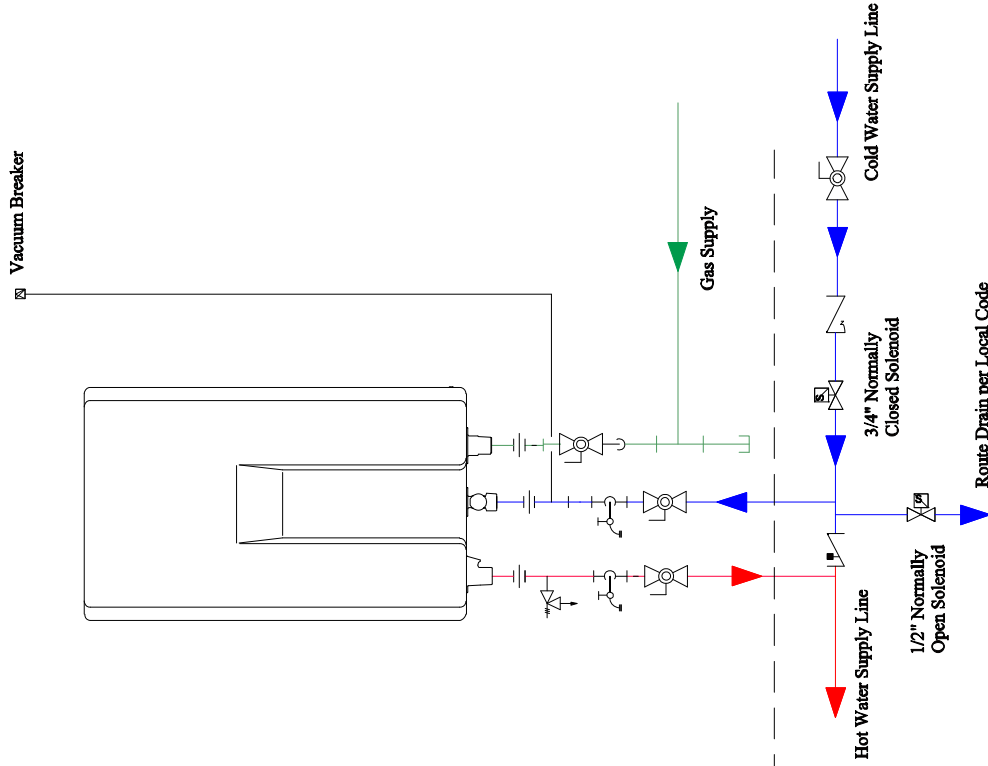 Vacuum Breaker
Cold Water Supply Line
Gas Supply
3/4" Normally
Closed Solenoid
Route Drain per Local Code
1/2" Normally
Open Solenoid
Hot Water Supply Line
S
S